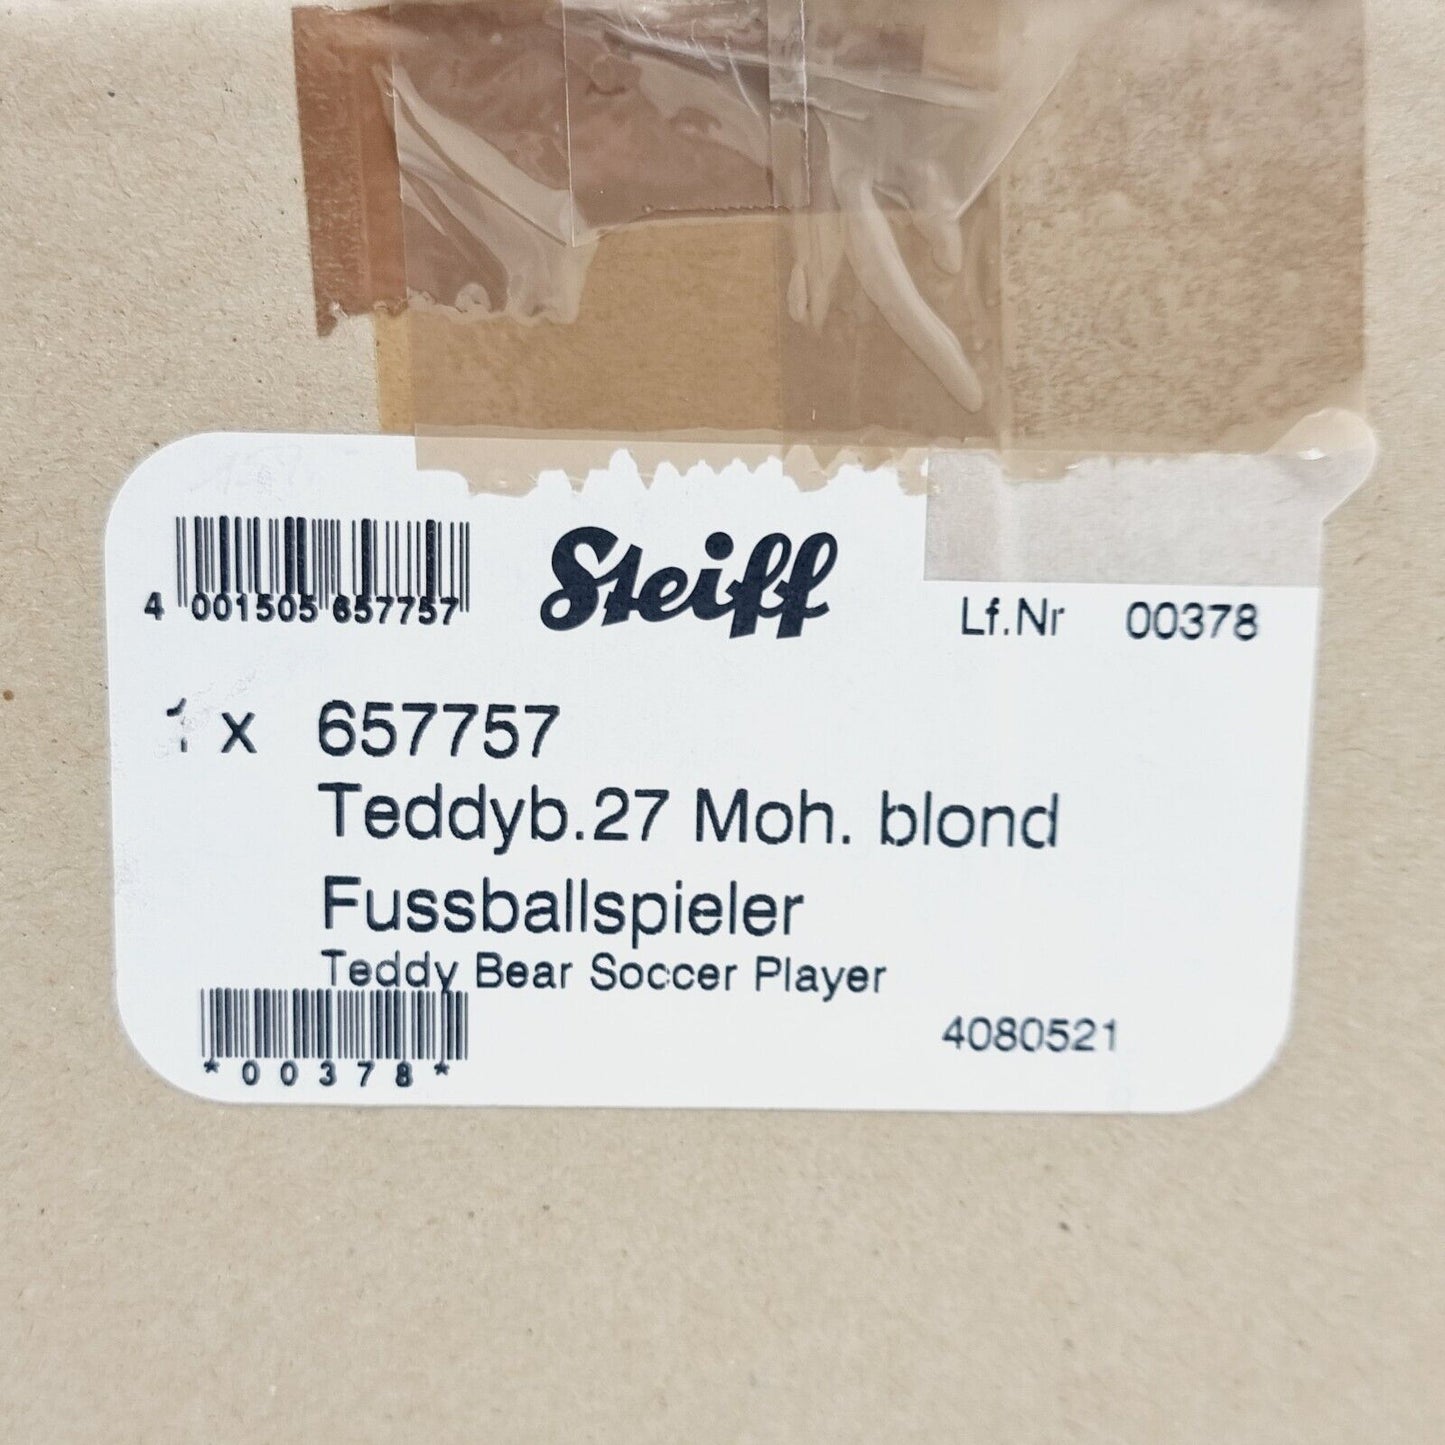 4 001505 657757
Steiff
Lf.Nr 00378
1 x 657757
Teddyb.27 Moh. blond
Fussballspieler
Teddy Bear Soccer Player
*00378*
4080521